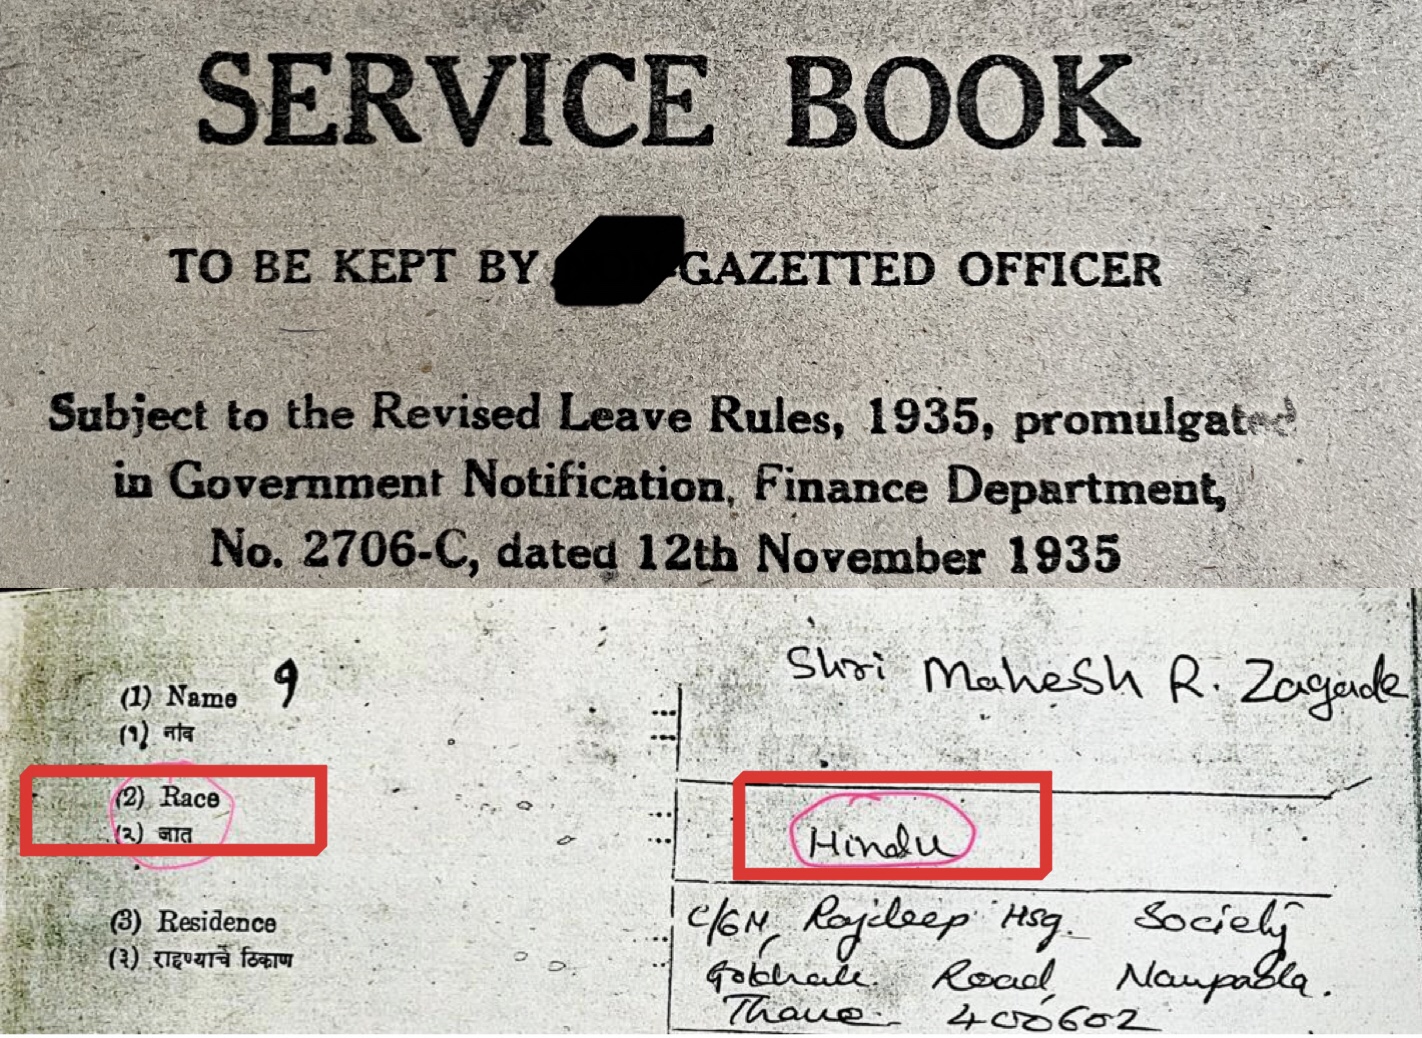 SERVICE BOOK
TO BE KEPT BY -GAZETTED OFFICER
Subject to the Revised Leave Rules, 1935, promulgated
in Government Notification, Finance Department,
No. 2706-C, dated 12th November 1935
(1) Name १ ... Shri Mahesh R. Zagade
(१) नांव ...
(2) Race ... Hindu
(२) जात ...
(3) Residence ... C/6M, Rajdeep Hsg. Society
(३) राहण्याचे ठिकाण ... Gokhale Road, Naupada.
Thane 400602